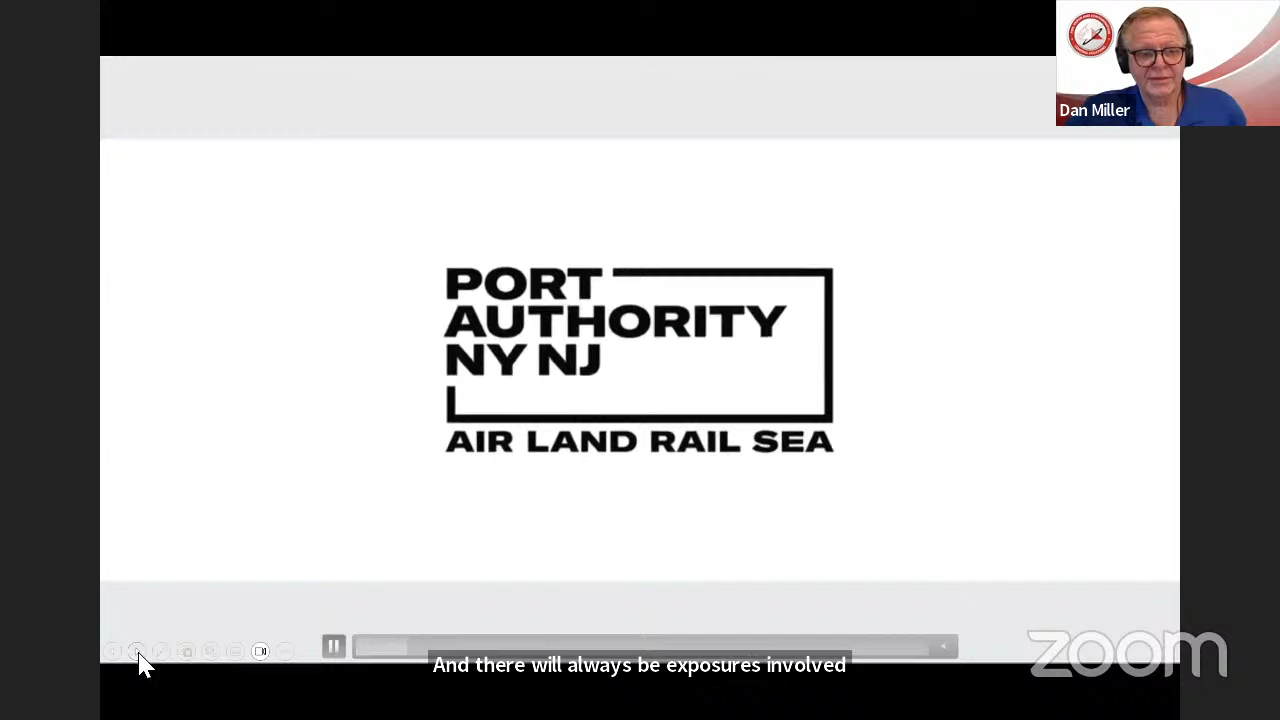 Dan Miller
PORT
AUTHORITY
NY NJ
AIR LAND RAIL SEA
And there will always be exposures involved
zoom